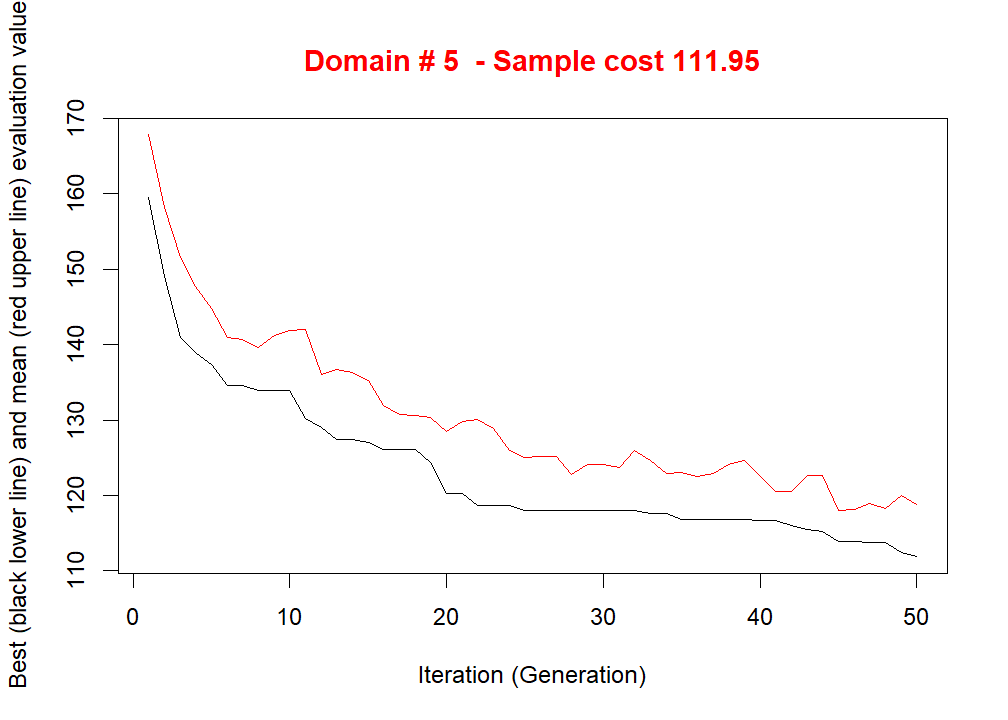 Domain # 5  - Sample cost 111.95
Best (black lower line) and mean (red upper line) evaluation value
170
160
150
140
130
120
110
0 10 20 30 40 50
Iteration (Generation)